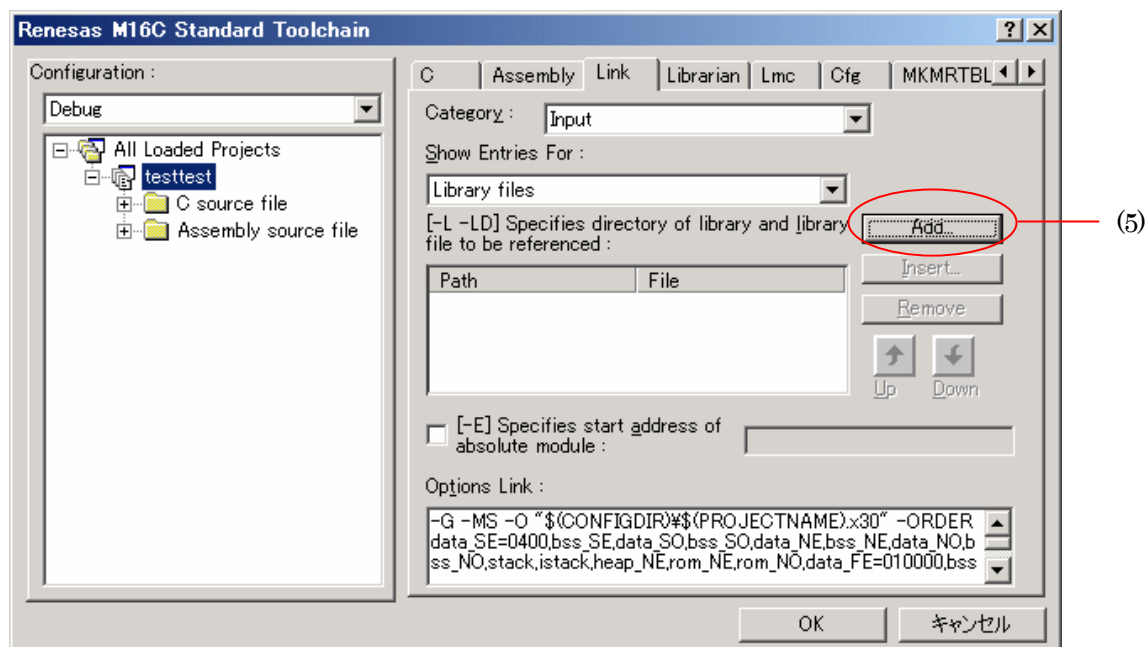 Renesas M16C Standard Toolchain
Configuration :
Debug
All Loaded Projects
testtest
C source file
Assembly source file
C Assembly Link Librarian Lmc Cfg MKMRTBL
Category : Input
Show Entries For :
Library files
[-L -LD] Specifies directory of library and library
file to be referenced :
Path File
Add...
Insert...
Remove
Up Down
(5)
[-E] Specifies start address of
absolute module :
Options Link :
-G -MS -O "$(CONFIGDIR)¥$(PROJECTNAME).x30" -ORDER
data_SE=0400,bss_SE,data_SO,bss_SO,data_NE,bss_NE,data_NO,b
ss_NO,stack,istack,heap_NE,rom_NE,rom_NO,data_FE=010000,bss
OK キャンセル